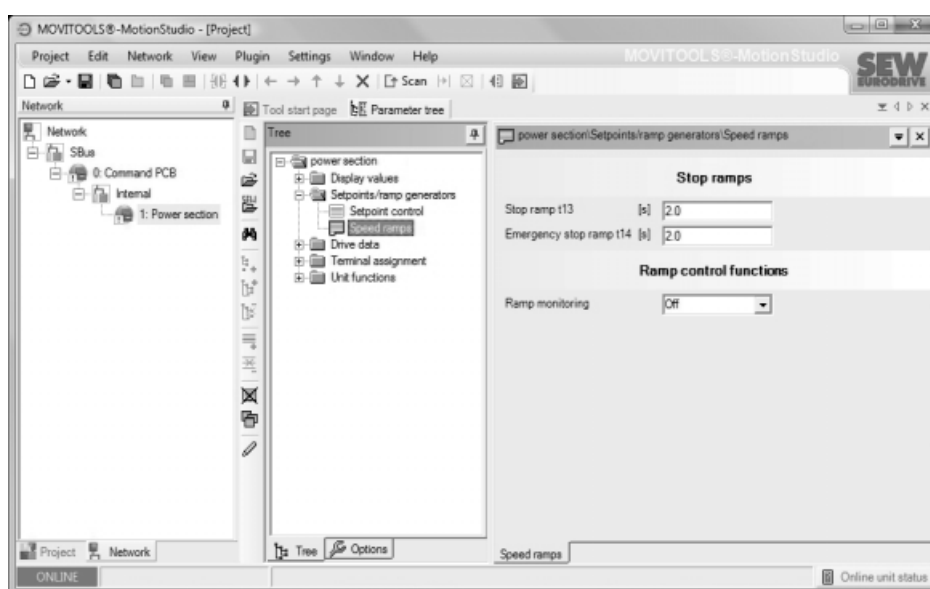 MOVITOOLS®-MotionStudio - [Project]
Project Edit Network View Plugin Settings Window Help
MOVITOOLS®-MotionStudio
SEW
EURODRIVE
Scan
Network
Tool start page Parameter tree
Network
SBus
0: Command PCB
Internal
1: Power section
Tree
power section
Display values
Setpoints/ramp generators
Setpoint control
Speed ramps
Drive data
Terminal assignment
Unit functions
power section\Setpoints/ramp generators\Speed ramps
Stop ramps
Stop ramp t13 [s] 2.0
Emergency stop ramp t14 [s] 2.0
Ramp control functions
Ramp monitoring Off
Project Network
Tree Options
Speed ramps
ONLINE
Online unit status